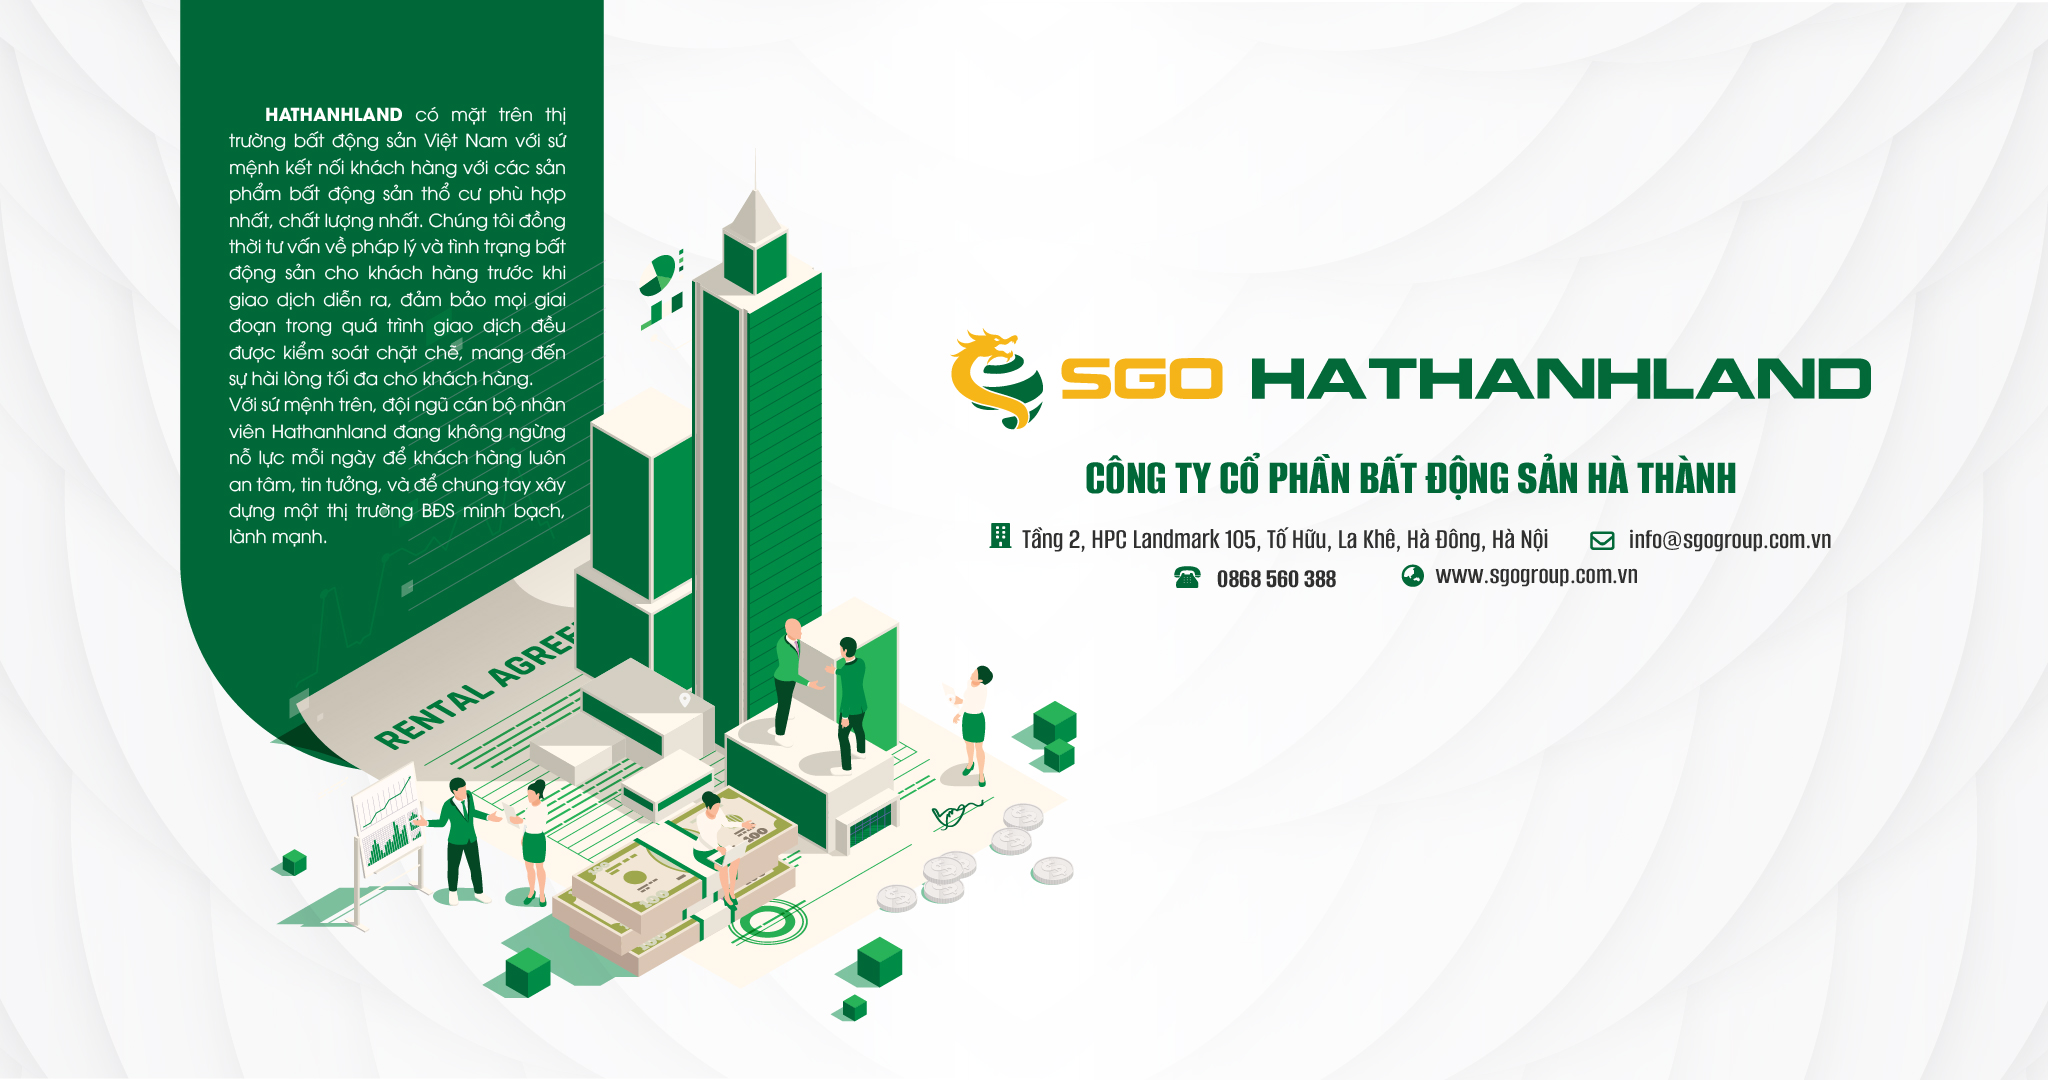 HATHANHLAND có mặt trên thị
trường bất động sản Việt Nam với sứ
mệnh kết nối khách hàng với các sản
phẩm bất động sản thổ cư phù hợp
nhất, chất lượng nhất. Chúng tôi đồng
thời tư vấn về pháp lý và tình trạng bất
động sản cho khách hàng trước khi
giao dịch diễn ra, đảm bảo mọi giai
đoạn trong quá trình giao dịch đều
được kiểm soát chặt chẽ, mang đến
sự hài lòng tối đa cho khách hàng.
Với sứ mệnh trên, đội ngũ cán bộ nhân
viên Hathanhland đang không ngừng
nỗ lực mỗi ngày để khách hàng luôn
an tâm, tin tưởng, và để chung tay xây
dựng một thị trường BĐS minh bạch,
lành mạnh.
RENTAL AGREE
100
SGO HATHANHLAND
CÔNG TY CỔ PHẦN BẤT ĐỘNG SẢN HÀ THÀNH
Tầng 2, HPC Landmark 105, Tố Hữu, La Khê, Hà Đông, Hà Nội info@sgogroup.com.vn
0868 560 388 www.sgogroup.com.vn